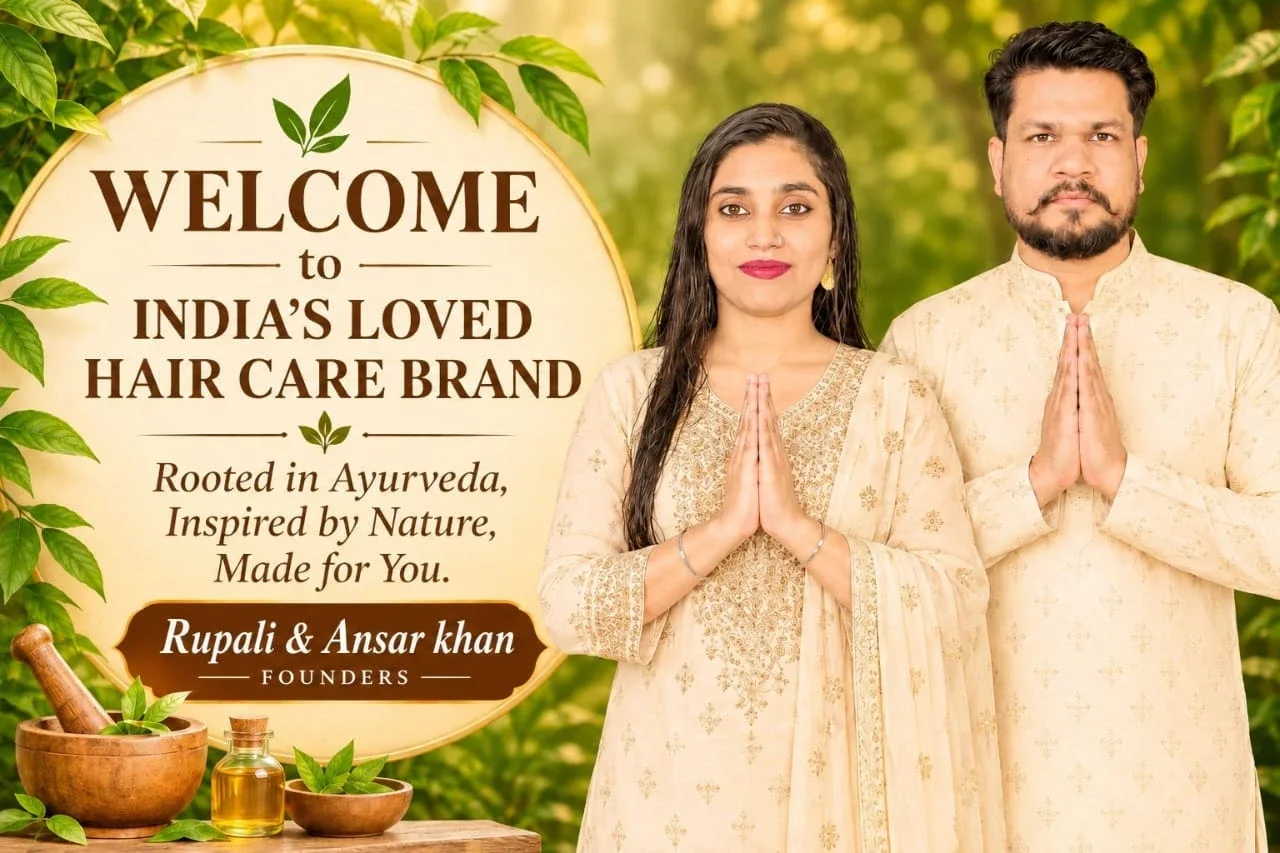 WELCOME
to
INDIA'S LOVED
HAIR CARE BRAND
Rooted in Ayurveda,
Inspired by Nature,
Made for You.
Rupali & Ansar khan
FOUNDERS